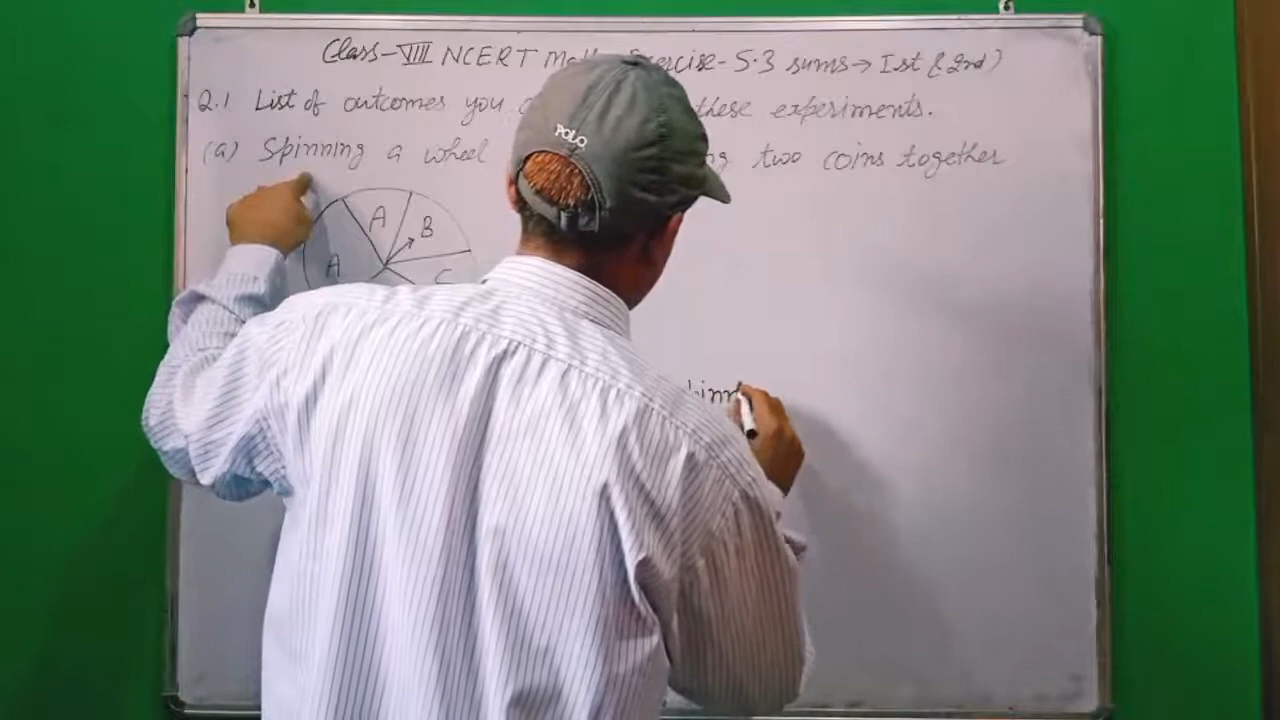 Class-VIII NCERT Exercise-5.3 sums→ Ist & 2nd)
Q.1 List of outcomes you these experiments.
(a) Spinning a wheel two coins together
POLO
A
B
A
C